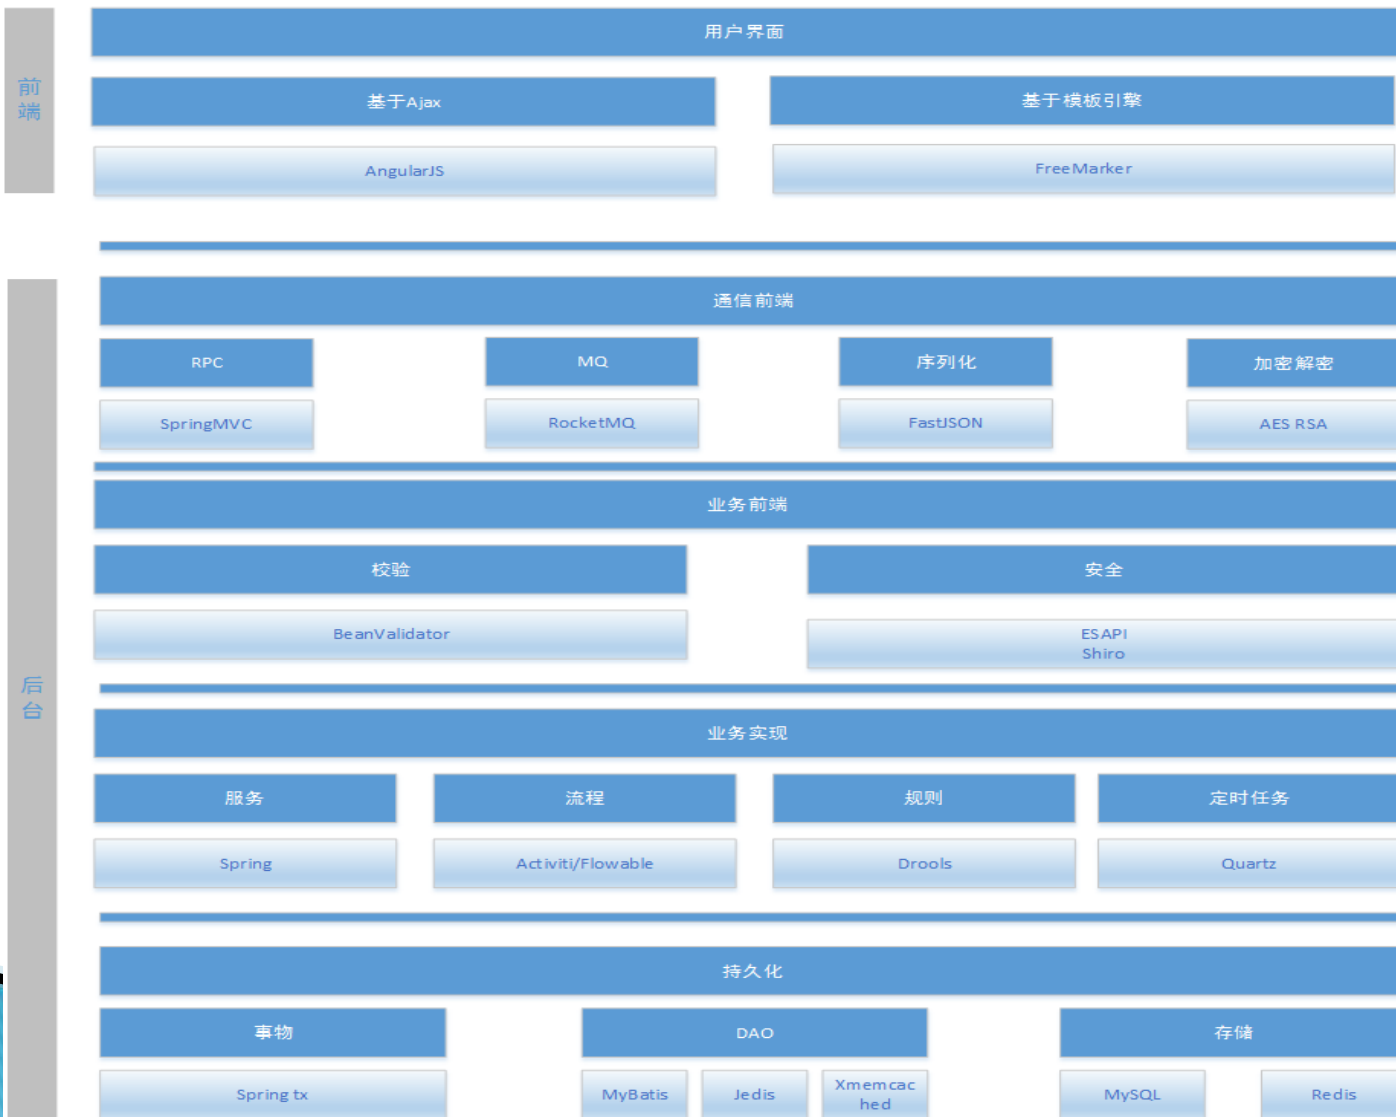 前
端
用户界面
基于Ajax
基于模板引擎
AngularJS
FreeMarker
后
台
通信前端
RPC
MQ
序列化
加密解密
SpringMVC
RocketMQ
FastJSON
AES RSA
业务前端
校验
安全
BeanValidator
ESAPI
Shiro
业务实现
服务
流程
规则
定时任务
Spring
Activiti/Flowable
Drools
Quartz
持久化
事物
DAO
存储
Spring tx
MyBatis
Jedis
Xmemcac
hed
MySQL
Redis